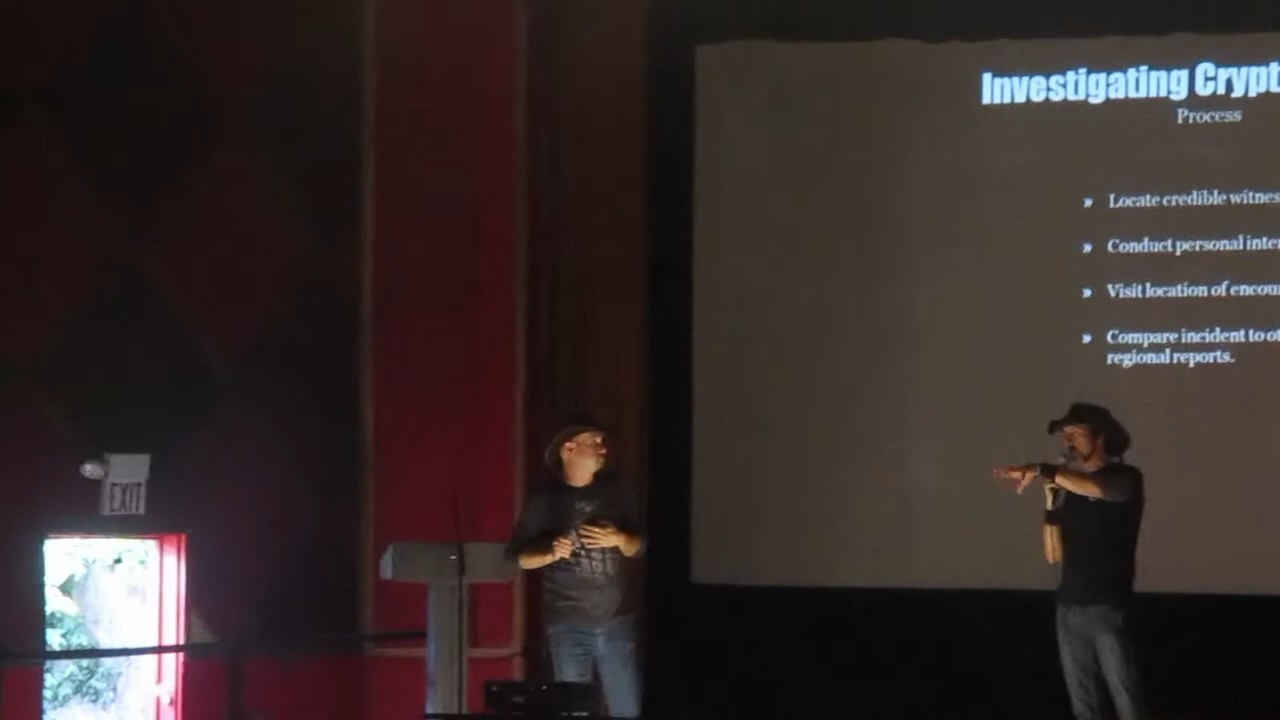 Investigating Crypt
Process
» Locate credible witnes
» Conduct personal inte
» Visit location of encou
» Compare incident to ot
regional reports.
EXIT